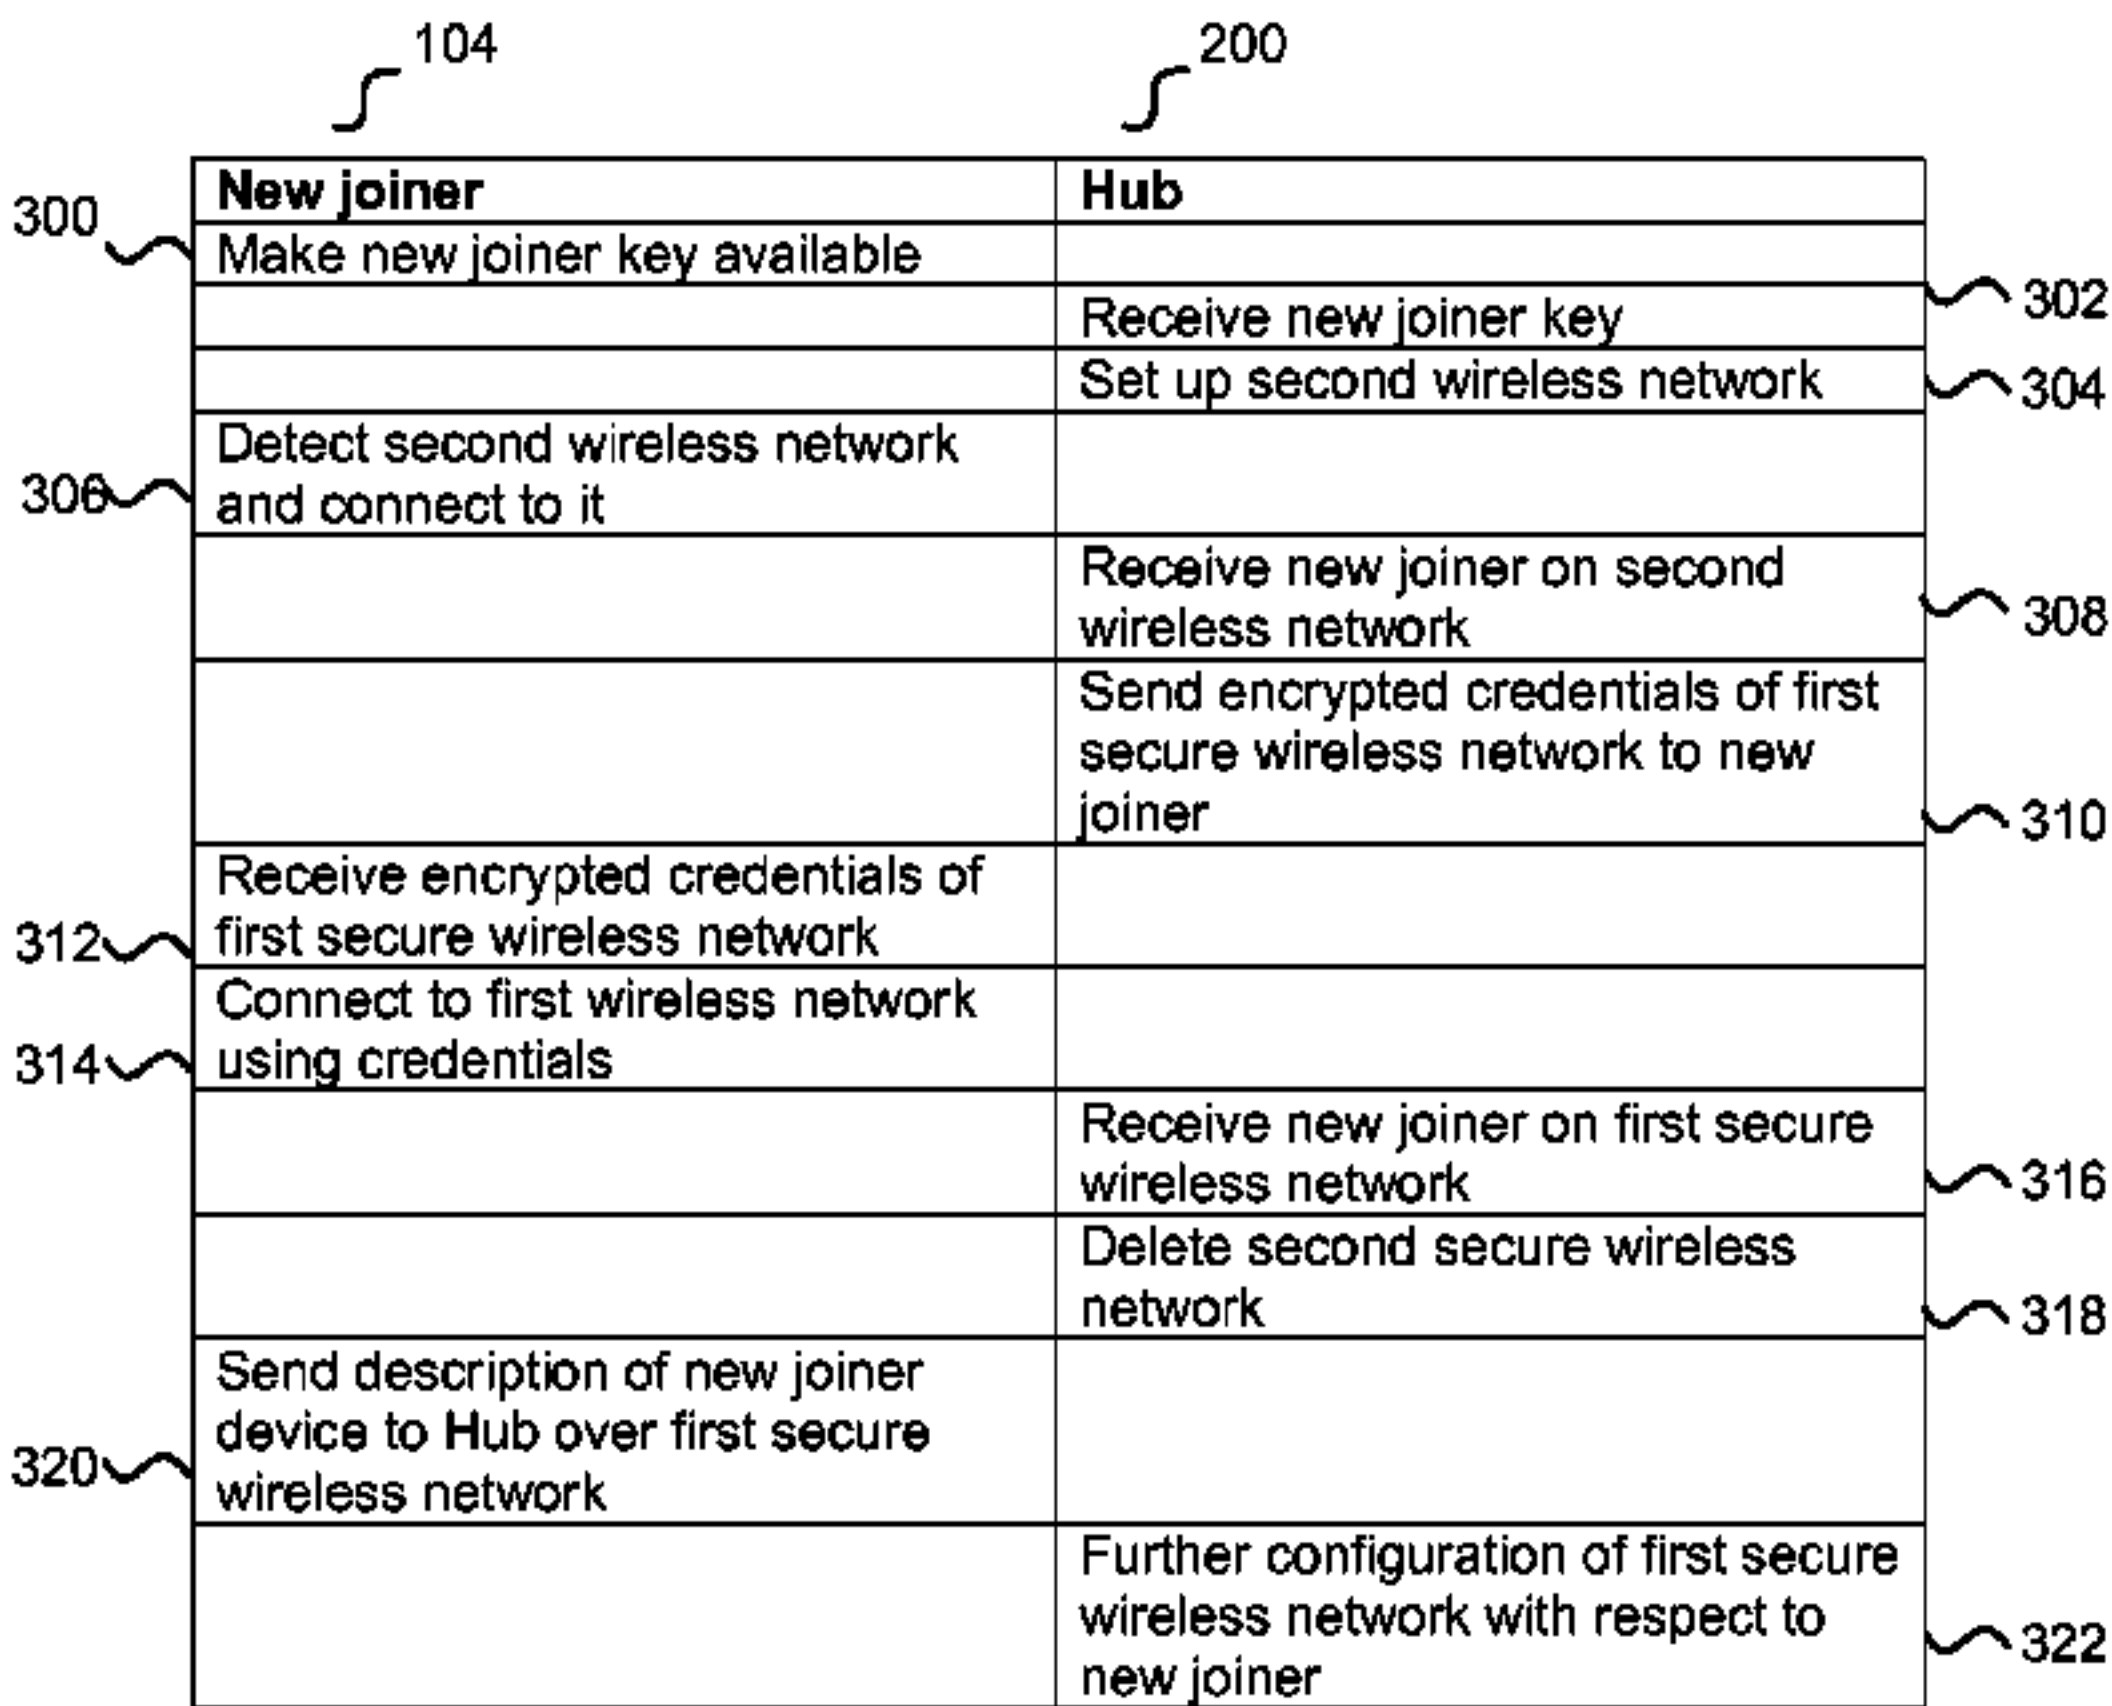 104
200
New joiner
Hub
300
Make new joiner key available
Receive new joiner key
302
Set up second wireless network
304
Detect second wireless network
and connect to it
306
Receive new joiner on second
wireless network
308
Send encrypted credentials of first
secure wireless network to new
joiner
310
Receive encrypted credentials of
first secure wireless network
312
Connect to first wireless network
using credentials
314
Receive new joiner on first secure
wireless network
316
Delete second secure wireless
network
318
Send description of new joiner
device to Hub over first secure
wireless network
320
Further configuration of first secure
wireless network with respect to
new joiner
322